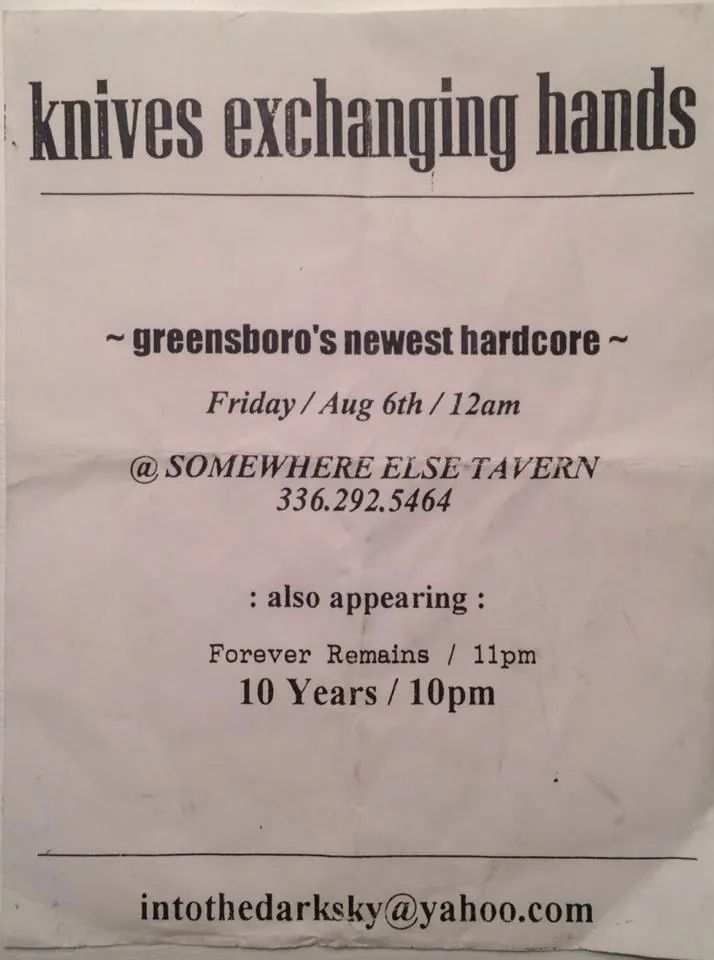 knives exchanging hands
~ greensboro's newest hardcore ~
Friday / Aug 6th / 12am
@ SOMEWHERE ELSE TAVERN
336.292.5464
: also appearing :
Forever Remains / 11pm
10 Years / 10pm
intothedarksky@yahoo.com